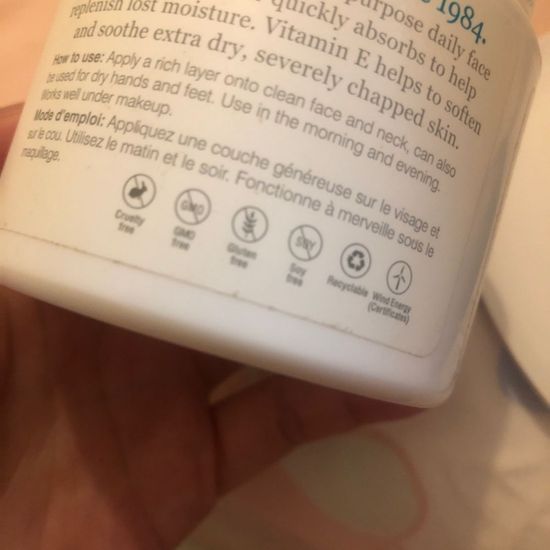 1984.
purpose daily face
replenish lost moisture. quickly absorbs to help
and soothe extra dry, Vitamin E helps to soften
severely chapped skin.
How to use: Apply a rich layer onto clean face and neck, can also
be used for dry hands and feet. Use in the morning and evening.
Works well under makeup.
Mode d'emploi: Appliquez une couche généreuse sur le visage et
sur le cou. Utilisez le matin et le soir. Fonctionne à merveille sous le
maquillage.
Cruelty free
GMO
GMO free
Gluten free
SOY
Soy free
Recyclable
Wind Energy (Certificates)